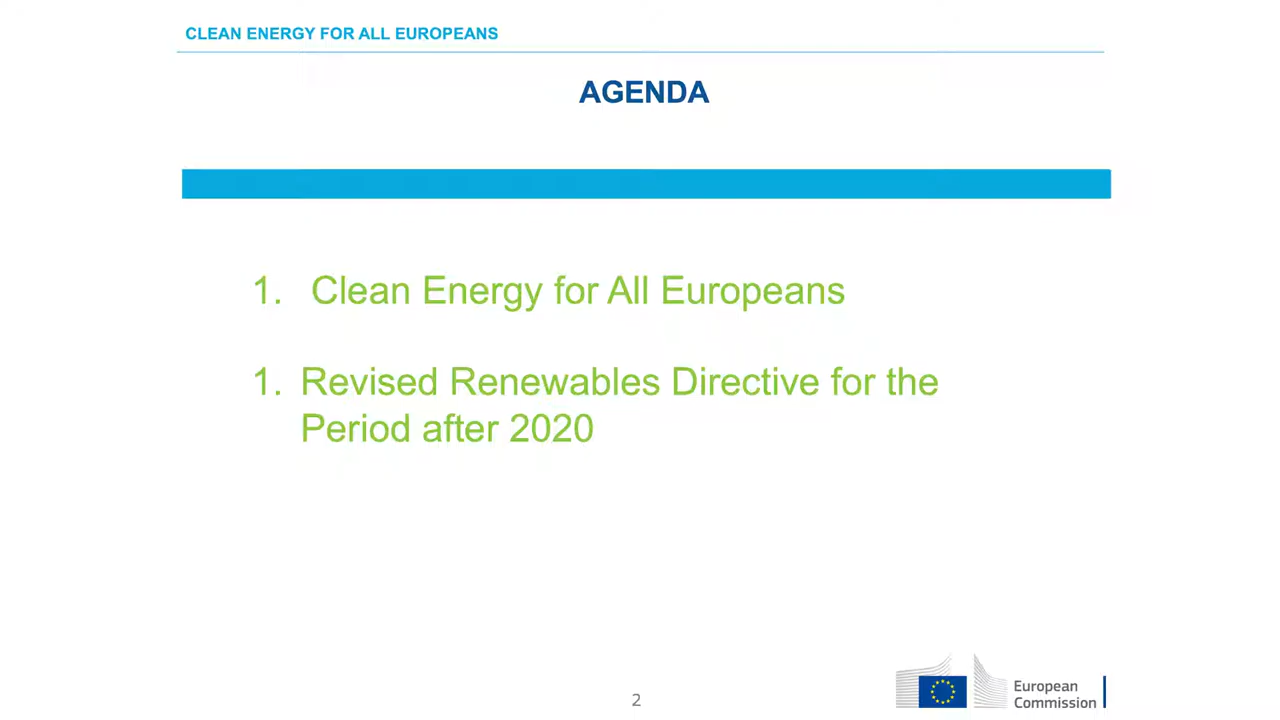 CLEAN ENERGY FOR ALL EUROPEANS
AGENDA
1. Clean Energy for All Europeans
1. Revised Renewables Directive for the
Period after 2020
2
European
Commission